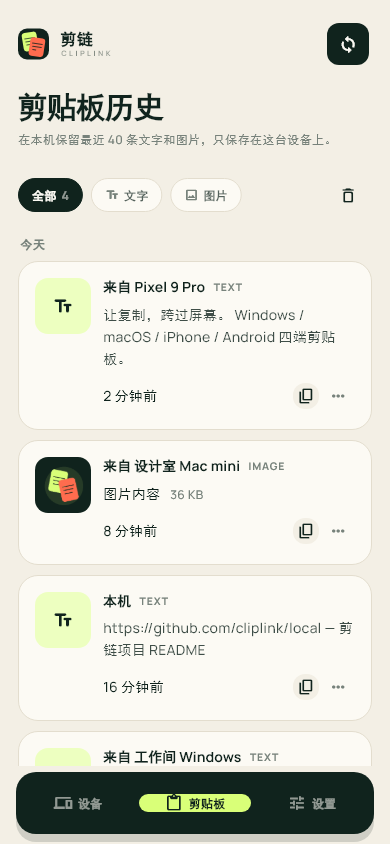 剪链
CLIPLINK
剪贴板历史
在本机保留最近 40 条文字和图片，只保存在这台设备上。
全部 4 Tт 文字 图片
今天
Tт 来自 Pixel 9 Pro TEXT
让复制，跨过屏幕。 Windows /
macOS / iPhone / Android 四端剪贴
板。
2 分钟前
来自 设计室 Mac mini IMAGE
图片内容 36 KB
8 分钟前
Tт 本机 TEXT
https://github.com/cliplink/local — 剪
链项目 README
16 分钟前
来自 工作间 Windows TEXT
设备 剪贴板 设置